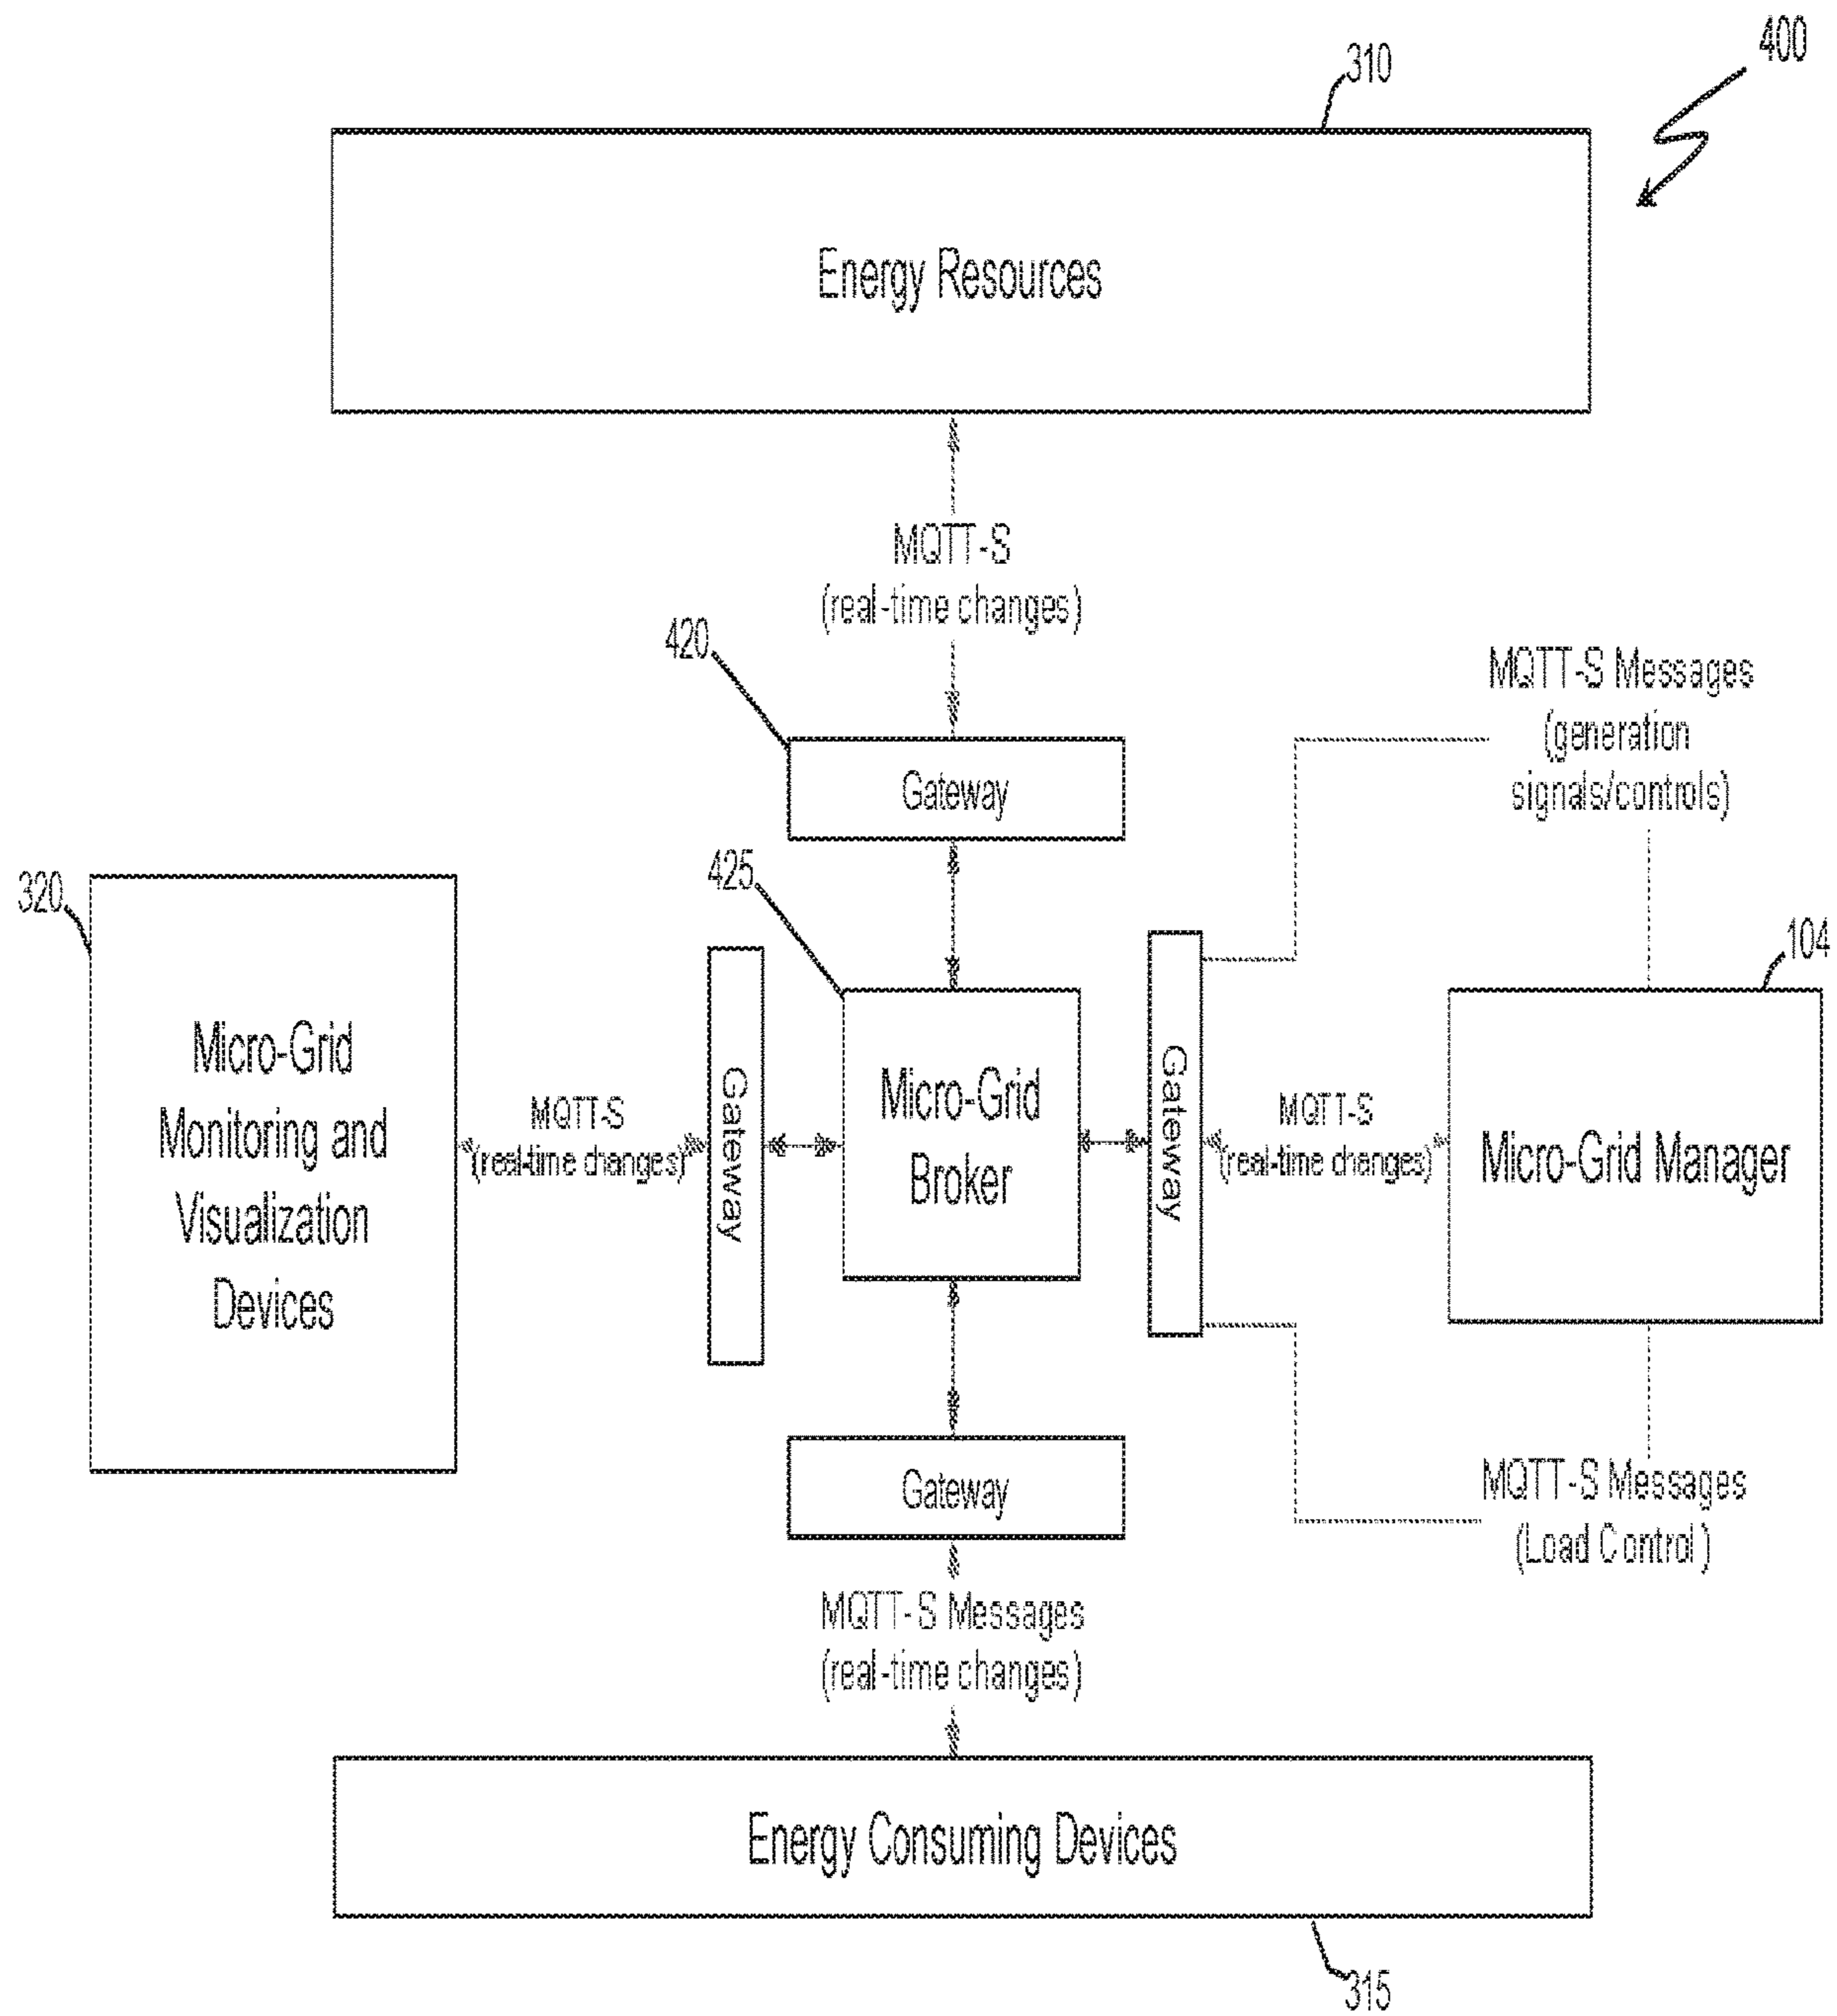 400
310
Energy Resources
MQTT-S
(real-time changes)
420
Gateway
MQTT-S Messages
(generation
signals/controls)
425
320
104
Micro-Grid
Monitoring and
Visualization
Devices
MQTT-S
(real-time changes)
Gateway
Micro-Grid
Broker
Gateway
MQTT-S
(real-time changes)
Micro-Grid Manager
Gateway
MQTT-S Messages
(Load Control)
MQTT-S Messages
(real-time changes)
Energy Consuming Devices
315